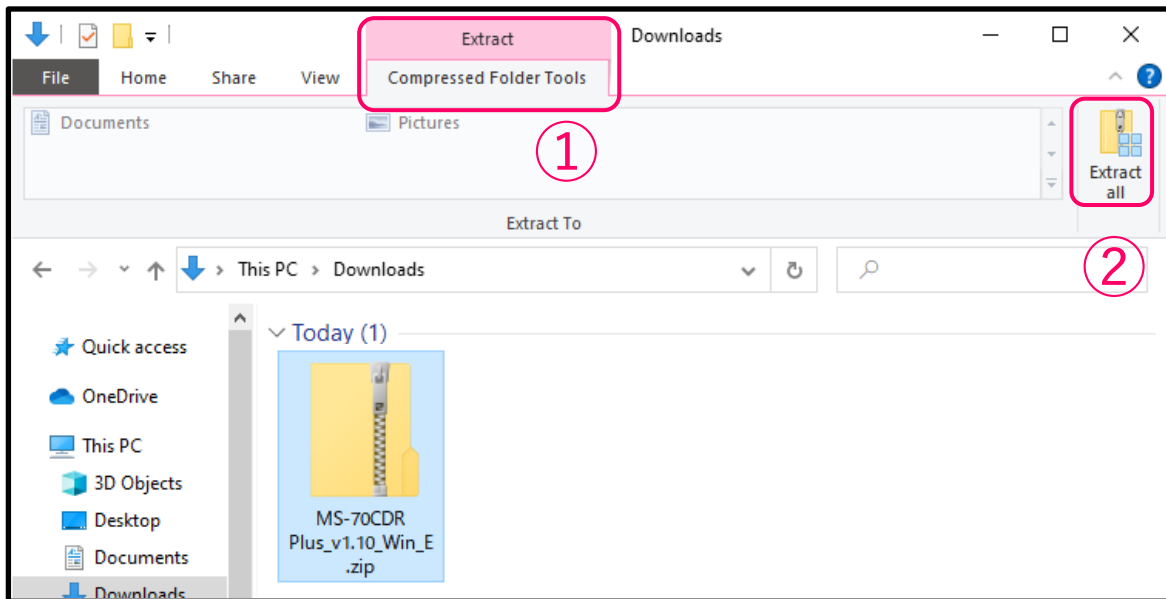 Extract
Downloads
File
Home
Share
View
Compressed Folder Tools
Documents
Pictures
①
Extract
all
Extract To
②
This PC > Downloads
Today (1)
Quick access
OneDrive
This PC
3D Objects
Desktop
Documents
Downloads
MS-70CDR
Plus_v1.10_Win_E
.zip